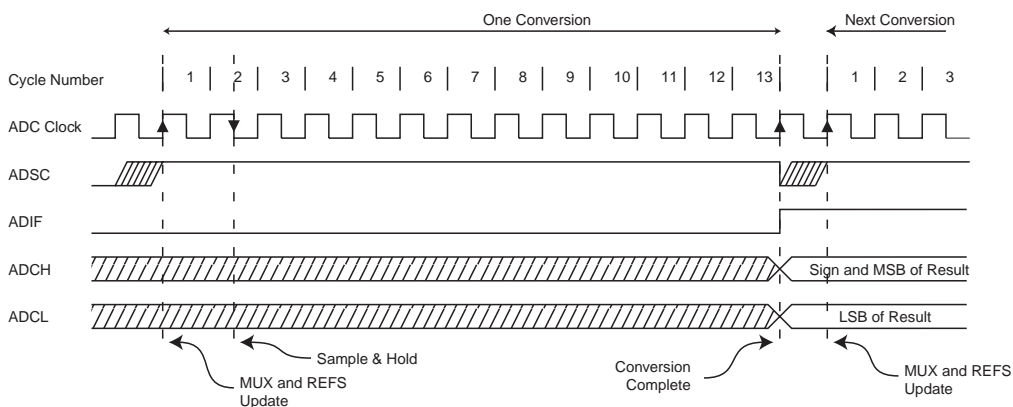 One Conversion
Next Conversion
Cycle Number
1 2 3 4 5 6 7 8 9 10 11 12 13 1 2 3
ADC Clock
ADSC
ADIF
ADCH
Sign and MSB of Result
ADCL
LSB of Result
Sample & Hold
MUX and REFS
Update
Conversion
Complete
MUX and REFS
Update